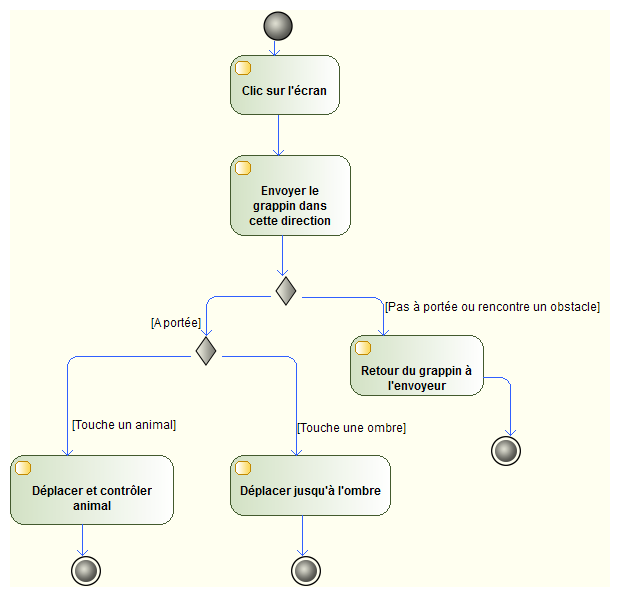 Clic sur l'écran
Envoyer le
grappin dans
cette direction
[Pas à portée ou rencontre un obstacle]
[A portée]
Retour du grappin à
l'envoyeur
[Touche un animal]
[Touche une ombre]
Déplacer et contrôler
animal
Déplacer jusqu'à l'ombre